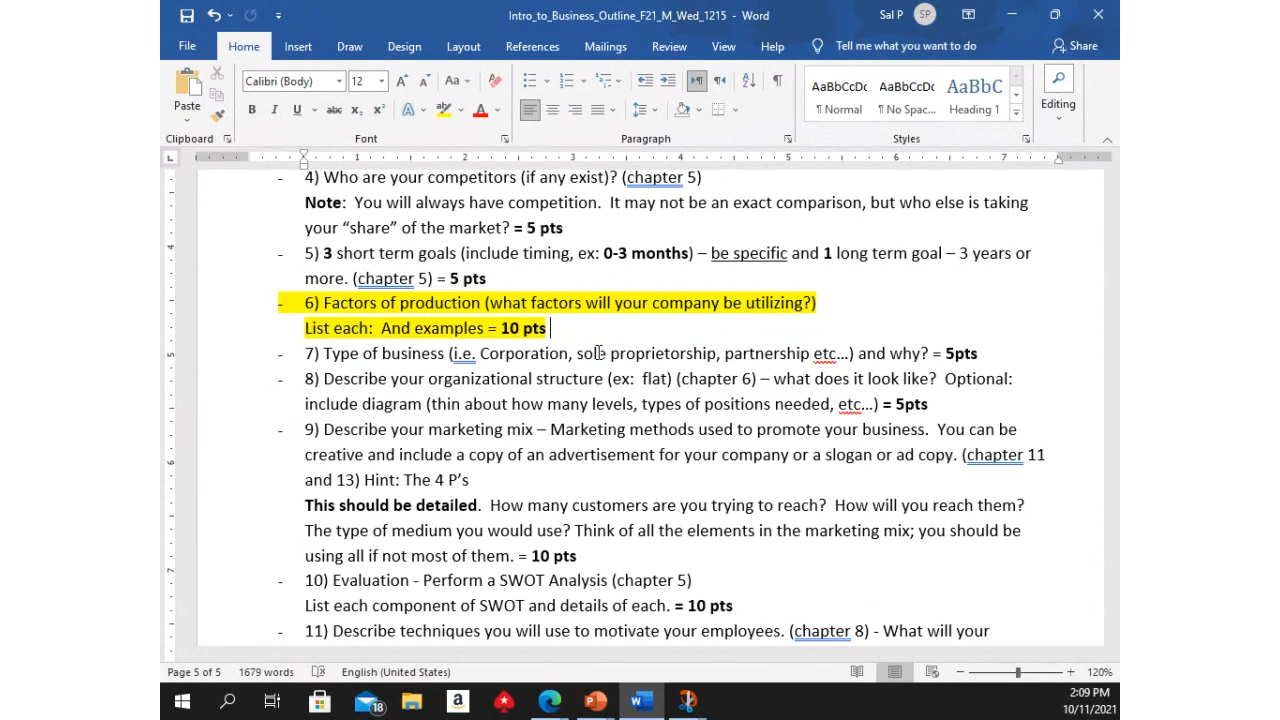 Intro_to_Business_Outline_F21_M_Wed_1215 - Word
Sal P SP
File Home Insert Draw Design Layout References Mailings Review View Help Tell me what you want to do Share
Calibri (Body) 12 Aa
AaBbCcDc AaBbCcDc AaBbC
Paste
B I U abc x₂ x² A A
¶ Normal ¶ No Spac... Heading 1
Editing
Clipboard Font Paragraph Styles
1 2 3 4 5 6 7
- 4) Who are your competitors (if any exist)? (chapter 5)
Note: You will always have competition. It may not be an exact comparison, but who else is taking
your “share” of the market? = 5 pts
- 5) 3 short term goals (include timing, ex: 0-3 months) – be specific and 1 long term goal – 3 years or
more. (chapter 5) = 5 pts
- 6) Factors of production (what factors will your company be utilizing?)
List each: And examples = 10 pts
- 7) Type of business (i.e. Corporation, sole proprietorship, partnership etc…) and why? = 5pts
- 8) Describe your organizational structure (ex: flat) (chapter 6) – what does it look like? Optional:
include diagram (thin about how many levels, types of positions needed, etc…) = 5pts
- 9) Describe your marketing mix – Marketing methods used to promote your business. You can be
creative and include a copy of an advertisement for your company or a slogan or ad copy. (chapter 11
and 13) Hint: The 4 P’s
This should be detailed. How many customers are you trying to reach? How will you reach them?
The type of medium you would use? Think of all the elements in the marketing mix; you should be
using all if not most of them. = 10 pts
- 10) Evaluation - Perform a SWOT Analysis (chapter 5)
List each component of SWOT and details of each. = 10 pts
- 11) Describe techniques you will use to motivate your employees. (chapter 8) - What will your
Page 5 of 5 1679 words English (United States) 120%
18
2:09 PM
10/11/2021